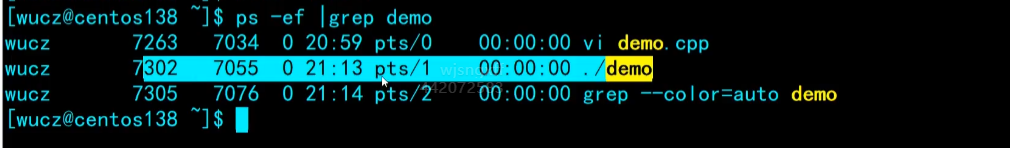 [wucz@centos138 ~]$ ps -ef |grep demo
wucz 7263 7034 0 20:59 pts/0 00:00:00 vi demo.cpp
wucz 7302 7055 0 21:13 pts/1 00:00:00 ./demo
wucz 7305 7076 0 21:14 pts/2 00:00:00 grep --color=auto demo
[wucz@centos138 ~]$